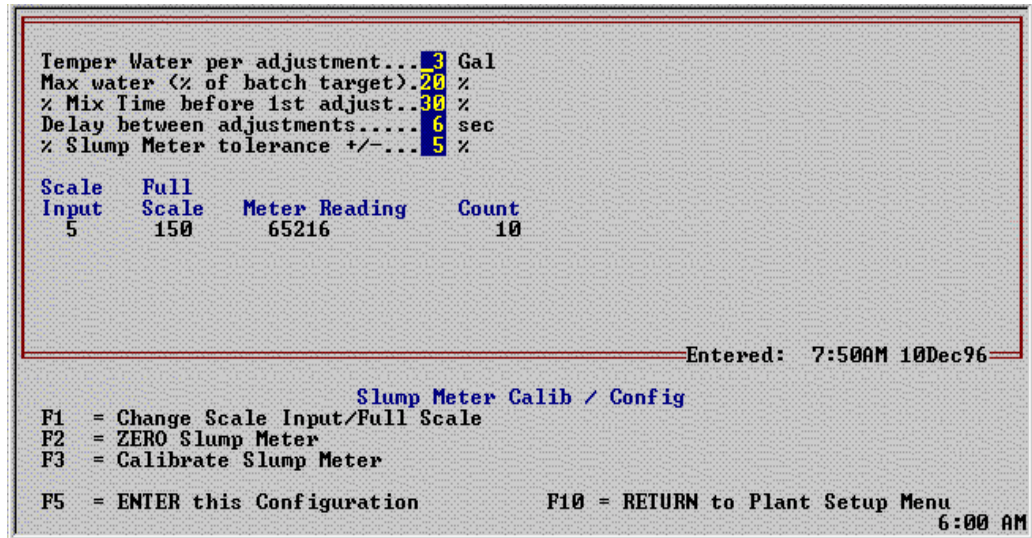 Temper Water per adjustment... 3 Gal
Max water (% of batch target).20 %
% Mix Time before 1st adjust..30 %
Delay between adjustments..... 6 sec
% Slump Meter tolerance +/-... 5 %
Scale Full
Input Scale Meter Reading Count
5 150 65216 10
Entered: 7:50AM 10Dec96
Slump Meter Calib / Config
F1 = Change Scale Input/Full Scale
F2 = ZERO Slump Meter
F3 = Calibrate Slump Meter
F5 = ENTER this Configuration F10 = RETURN to Plant Setup Menu
6:00 AM